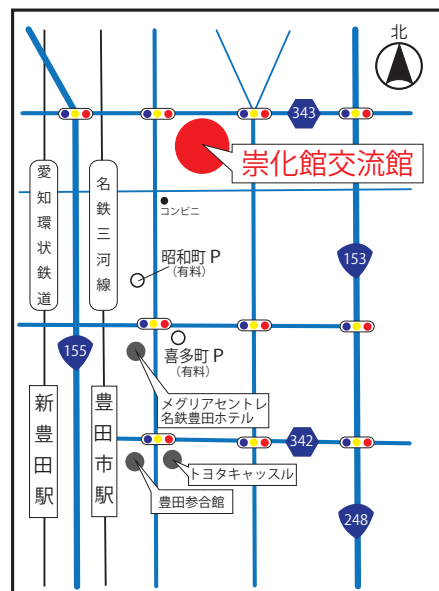 北
343
崇化館交流館
愛知環状鉄道
名鉄三河線
コンビニ
昭和町 P
(有料)
153
155
喜多町 P
(有料)
メグリアセントレ
名鉄豊田ホテル
新豊田駅
豊田市駅
342
トヨタキャッスル
豊田参合館
248